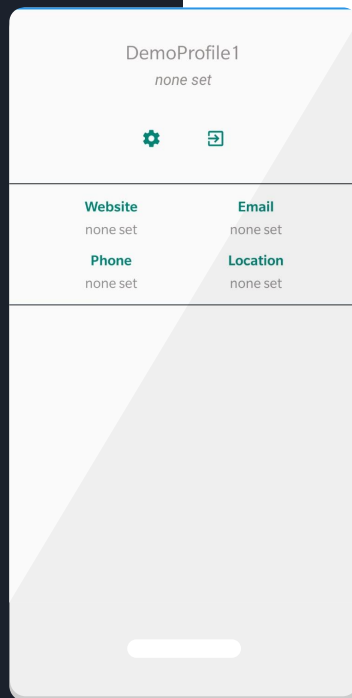 DemoProfile1
none set
Website Email
none set none set
Phone Location
none set none set